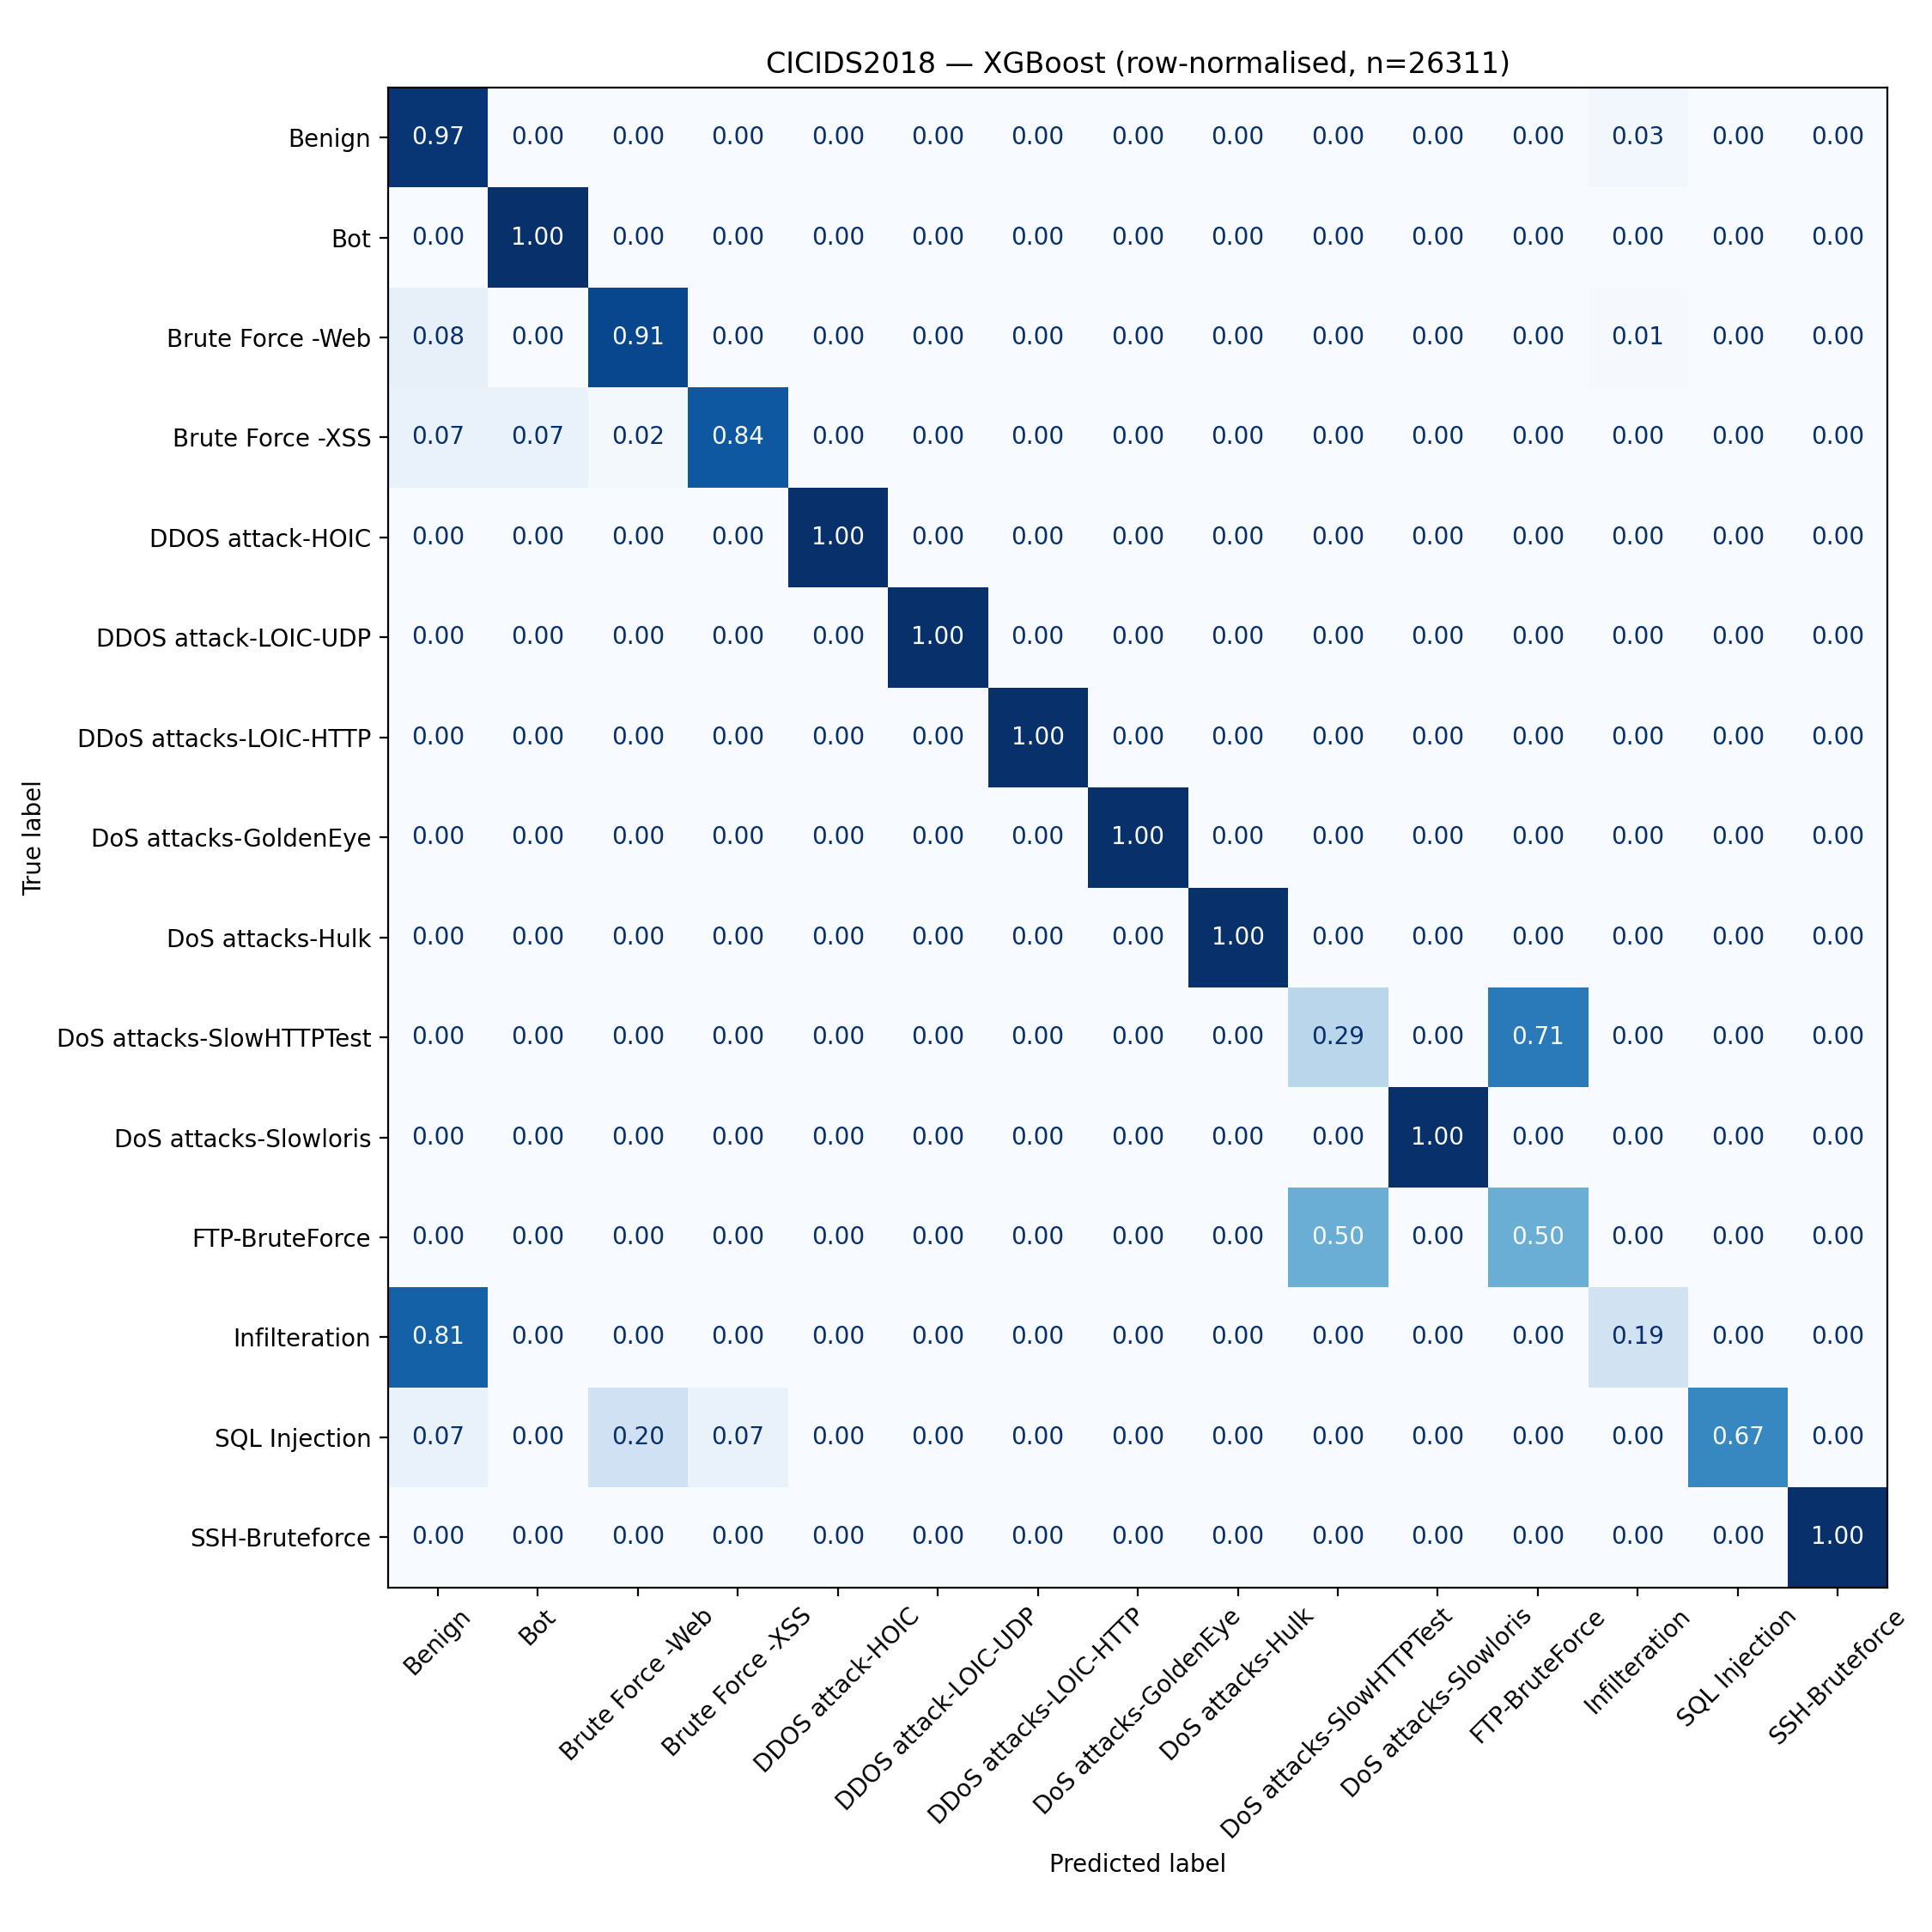 CICIDS2018 — XGBoost (row-normalised, n=26311)
True label
Benign 0.97 0.00 0.00 0.00 0.00 0.00 0.00 0.00 0.00 0.00 0.00 0.00 0.03 0.00 0.00
Bot 0.00 1.00 0.00 0.00 0.00 0.00 0.00 0.00 0.00 0.00 0.00 0.00 0.00 0.00 0.00
Brute Force -Web 0.08 0.00 0.91 0.00 0.00 0.00 0.00 0.00 0.00 0.00 0.00 0.00 0.01 0.00 0.00
Brute Force -XSS 0.07 0.07 0.02 0.84 0.00 0.00 0.00 0.00 0.00 0.00 0.00 0.00 0.00 0.00 0.00
DDOS attack-HOIC 0.00 0.00 0.00 0.00 1.00 0.00 0.00 0.00 0.00 0.00 0.00 0.00 0.00 0.00 0.00
DDOS attack-LOIC-UDP 0.00 0.00 0.00 0.00 0.00 1.00 0.00 0.00 0.00 0.00 0.00 0.00 0.00 0.00 0.00
DDoS attacks-LOIC-HTTP 0.00 0.00 0.00 0.00 0.00 0.00 1.00 0.00 0.00 0.00 0.00 0.00 0.00 0.00 0.00
DoS attacks-GoldenEye 0.00 0.00 0.00 0.00 0.00 0.00 0.00 1.00 0.00 0.00 0.00 0.00 0.00 0.00 0.00
DoS attacks-Hulk 0.00 0.00 0.00 0.00 0.00 0.00 0.00 0.00 1.00 0.00 0.00 0.00 0.00 0.00 0.00
DoS attacks-SlowHTTPTest 0.00 0.00 0.00 0.00 0.00 0.00 0.00 0.00 0.00 0.29 0.00 0.71 0.00 0.00 0.00
DoS attacks-Slowloris 0.00 0.00 0.00 0.00 0.00 0.00 0.00 0.00 0.00 0.00 1.00 0.00 0.00 0.00 0.00
FTP-BruteForce 0.00 0.00 0.00 0.00 0.00 0.00 0.00 0.00 0.00 0.50 0.00 0.50 0.00 0.00 0.00
Infilteration 0.81 0.00 0.00 0.00 0.00 0.00 0.00 0.00 0.00 0.00 0.00 0.00 0.19 0.00 0.00
SQL Injection 0.07 0.00 0.20 0.07 0.00 0.00 0.00 0.00 0.00 0.00 0.00 0.00 0.00 0.67 0.00
SSH-Bruteforce 0.00 0.00 0.00 0.00 0.00 0.00 0.00 0.00 0.00 0.00 0.00 0.00 0.00 0.00 1.00
Benign
Bot
Brute Force -Web
Brute Force -XSS
DDOS attack-HOIC
DDOS attack-LOIC-UDP
DDoS attacks-LOIC-HTTP
DoS attacks-GoldenEye
DoS attacks-Hulk
DoS attacks-SlowHTTPTest
DoS attacks-Slowloris
FTP-BruteForce
Infilteration
SQL Injection
SSH-Bruteforce
Predicted label